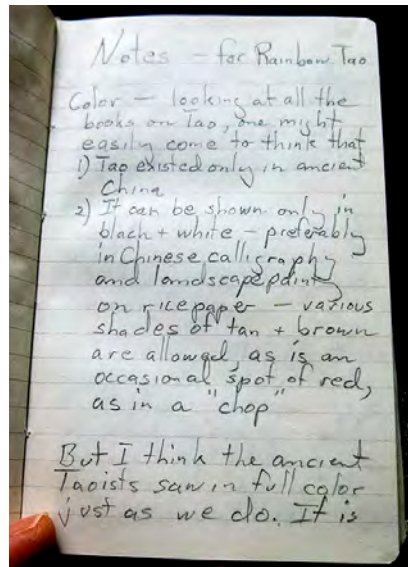 Notes – for Rainbow Tao
Color – looking at all the
books on Tao, one might
easily come to think that
1) Tao existed only in ancient
China
2) It can be shown only in
black + white – preferably
in Chinese calligraphy
and landscape painting
on rice paper – various
shades of tan + brown
are allowed, as is an
occasional spot of red,
as in a "chop"
But I think the ancient
Taoists saw in full color
just as we do. It is